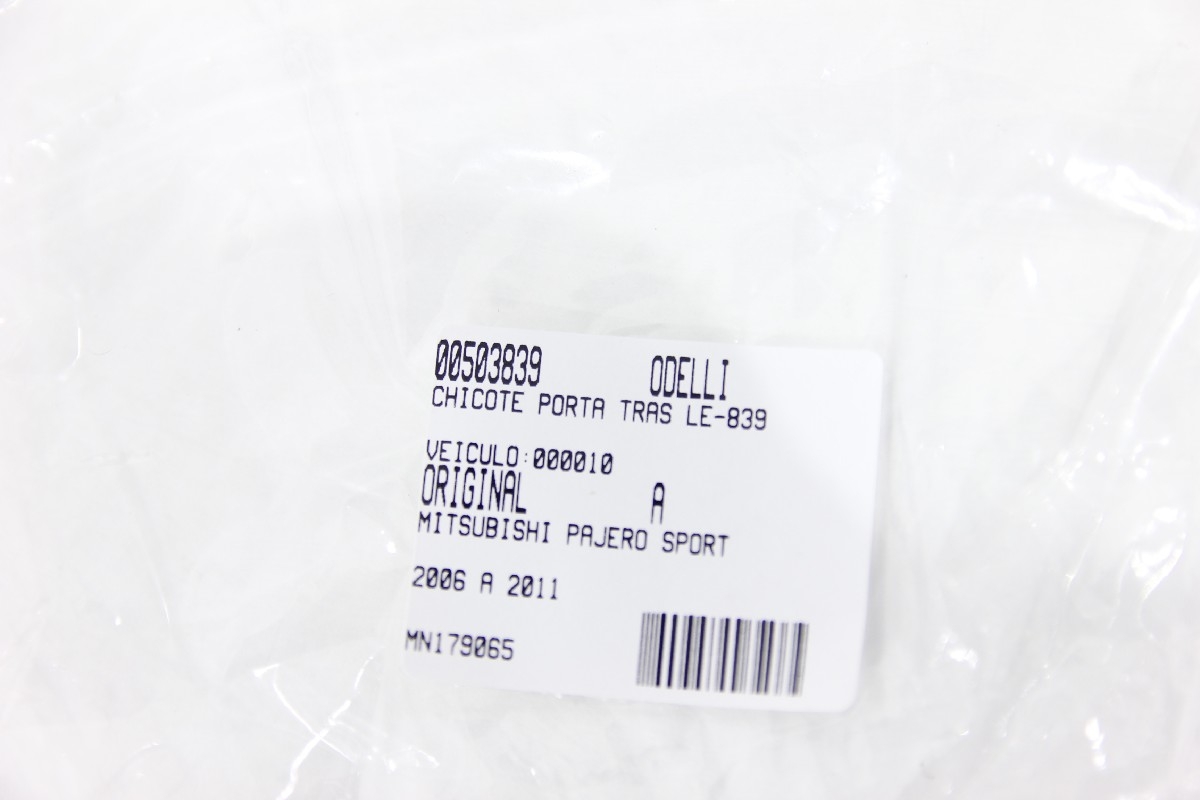 00503839 ODELLI
CHICOTE PORTA TRAS LE-839
VEICULO:000010
ORIGINAL A
MITSUBISHI PAJERO SPORT
2006 A 2011
MN179065